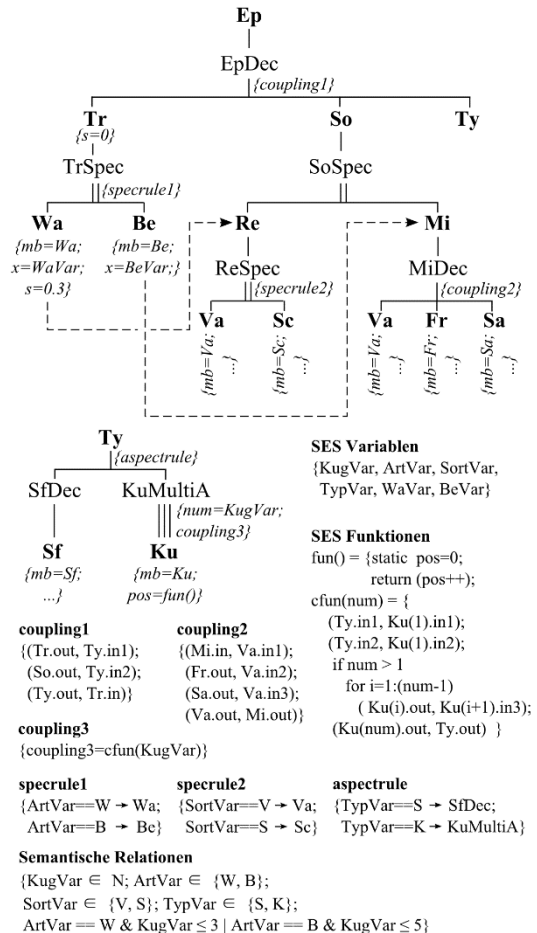 Ep
EpDec
{coupling1}
Tr So Ty
{s=0}
TrSpec SoSpec
{specrule1}
Wa Be Re Mi
{mb=Wa; {mb=Be;
x=WaVar; x=BeVar;}
s=0.3}
ReSpec MiDec
{specrule2} {coupling2}
Va Sc Va Fr Sa
{mb=Va; ...} {mb=Sc; ...} {mb=Va; ...} {mb=Fr; ...} {mb=Sa; ...}
Ty
{aspectrule}
SfDec KuMultiA
{num=KugVar;
coupling3}
Sf Ku
{mb=Sf; {mb=Ku;
...} pos=fun()}
SES Variablen
{KugVar, ArtVar, SortVar,
TypVar, WaVar, BeVar}
SES Funktionen
fun() = {static pos=0;
return (pos++);
cfun(num) = {
(Ty.in1, Ku(1).in1);
(Ty.in2, Ku(1).in2);
if num > 1
for i=1:(num-1)
( Ku(i).out, Ku(i+1).in3);
(Ku(num).out, Ty.out) }
coupling1
{(Tr.out, Ty.in1);
(So.out, Ty.in2);
(Ty.out, Tr.in)}
coupling2
{(Mi.in, Va.in1);
(Fr.out, Va.in2);
(Sa.out, Va.in3);
(Va.out, Mi.out)}
coupling3
{coupling3=cfun(KugVar)}
specrule1
{ArtVar==W → Wa;
ArtVar==B → Be}
specrule2
{SortVar==V → Va;
SortVar==S → Sc}
aspectrule
{TypVar==S → SfDec;
TypVar==K → KuMultiA}
Semantische Relationen
{KugVar ∈ N; ArtVar ∈ {W, B};
SortVar ∈ {V, S}; TypVar ∈ {S, K};
ArtVar == W & KugVar ≤ 3 | ArtVar == B & KugVar ≤ 5}